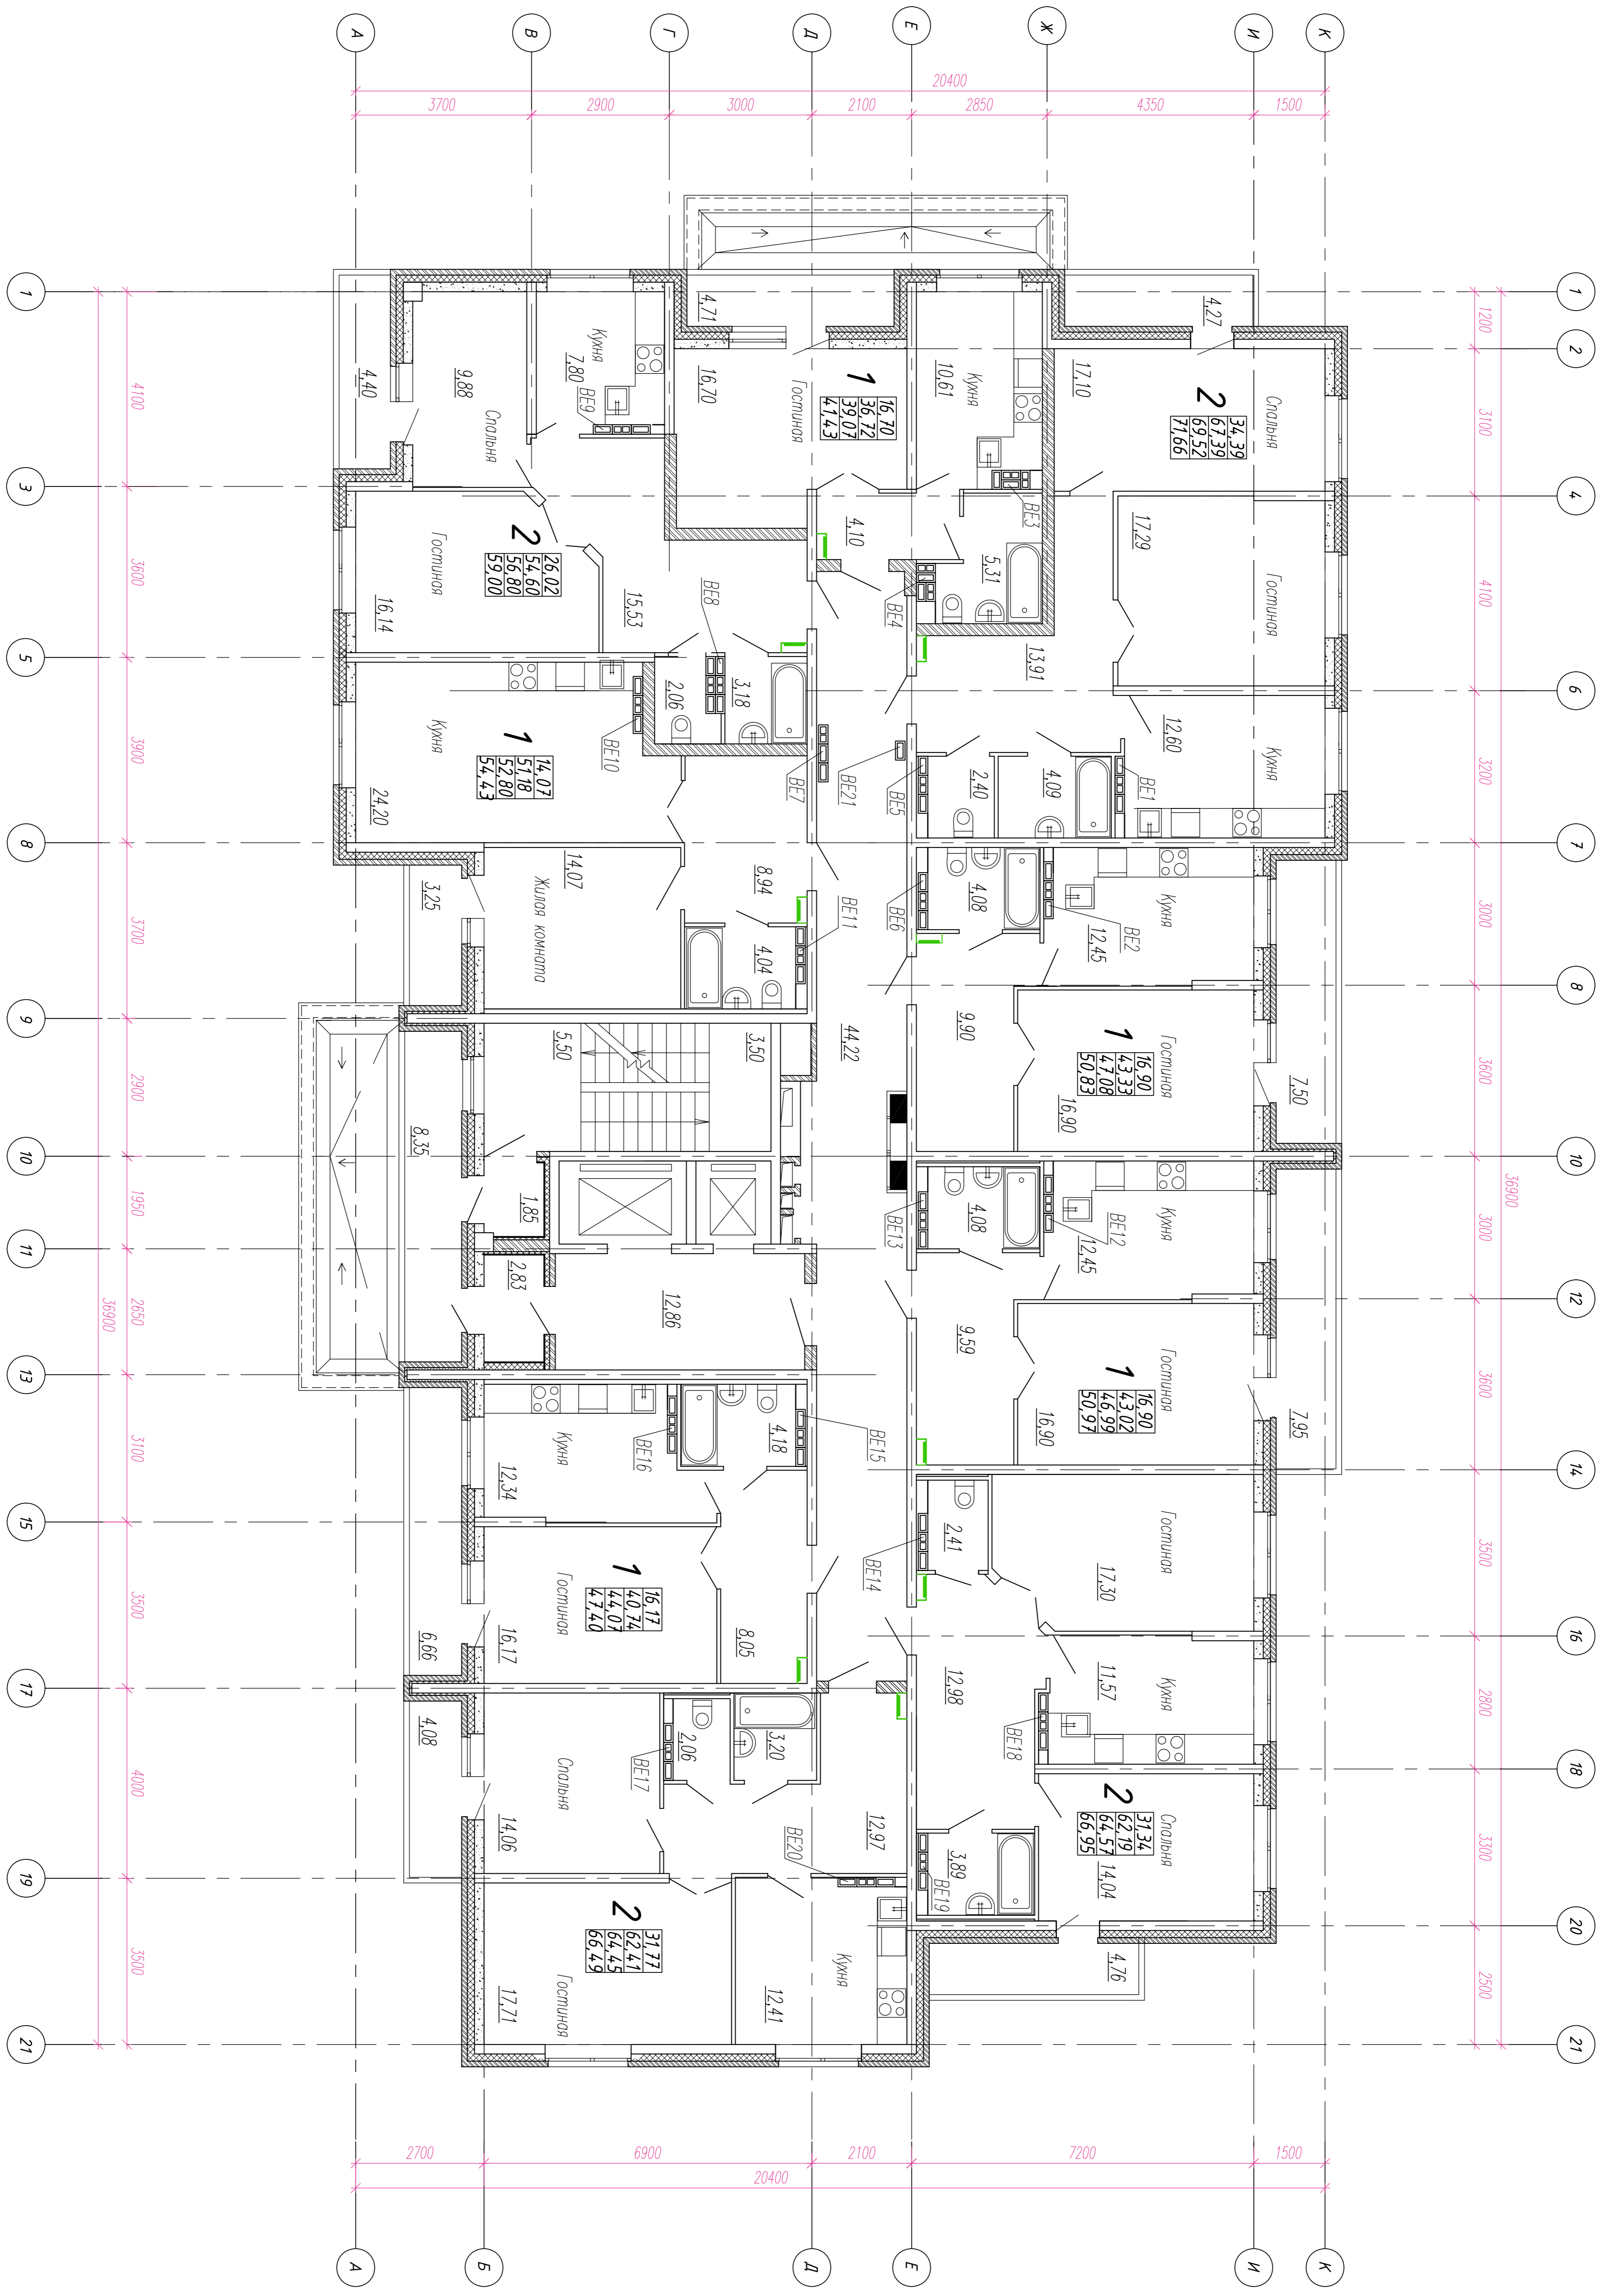 А
В
Г
Д
Е
Ж
И
К
20400
3700
2900
3000
2100
2850
4350
1500
1
1
2
3
4
5
6
8
7
9
8
10
10
11
12
13
14
15
16
17
18
19
20
21
21
4100
3600
3900
3700
2900
1950
2650
3100
3500
4000
3500
36900
1200
3100
4100
3200
3000
3600
3000
3600
3500
2800
3300
2500
36900
4,40
9,88
Спальня
Кухня
7,80
ВЕ9
4,71
16,70
Гостиная
1
16,70
36,72
39,07
41,43
Кухня
10,61
ВЕ3
4,10
5,31
ВЕ4
4,27
17,10
Спальня
2
34,39
67,39
69,52
71,66
17,29
Гостиная
13,91
12,60
Кухня
ВЕ1
4,09
2,40
ВЕ5
Гостиная
16,14
2
26,02
54,60
56,80
59,00
15,53
ВЕ8
3,18
2,06
ВЕ10
ВЕ7
ВЕ21
Кухня
24,20
1
14,07
51,18
52,80
54,43
3,25
14,07
Жилая комната
8,94
ВЕ11
4,04
44,22
ВЕ6
4,08
Кухня
ВЕ2
12,45
9,90
1
16,90
43,33
47,08
50,83
Гостиная
16,90
7,50
5,50
3,50
8,35
1,85
2,83
12,86
ВЕ13
4,08
Кухня
ВЕ12
12,45
9,59
1
16,90
43,02
46,99
50,97
Гостиная
16,90
7,95
Кухня
12,34
ВЕ16
4,18
ВЕ15
ВЕ14
2,41
Гостиная
17,30
1
16,17
40,74
44,07
47,40
Гостиная
16,17
6,66
8,05
12,98
11,57
Кухня
ВЕ18
4,08
Спальня
14,06
ВЕ17
2,06
3,20
12,97
ВЕ20
3,89
ВЕ19
2
31,34
62,19
64,57
66,95
Спальня
14,04
4,76
2
31,77
62,41
64,45
66,49
Гостиная
17,71
12,41
Кухня
2700
6900
2100
7200
1500
20400
А
Б
Д
Е
И
К